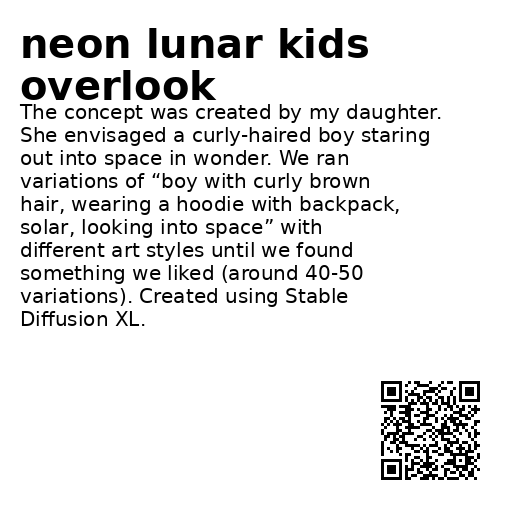 neon lunar kids
overlook
The concept was created by my daughter.
She envisaged a curly-haired boy staring
out into space in wonder. We ran
variations of “boy with curly brown
hair, wearing a hoodie with backpack,
solar, looking into space” with
different art styles until we found
something we liked (around 40-50
variations). Created using Stable
Diffusion XL.